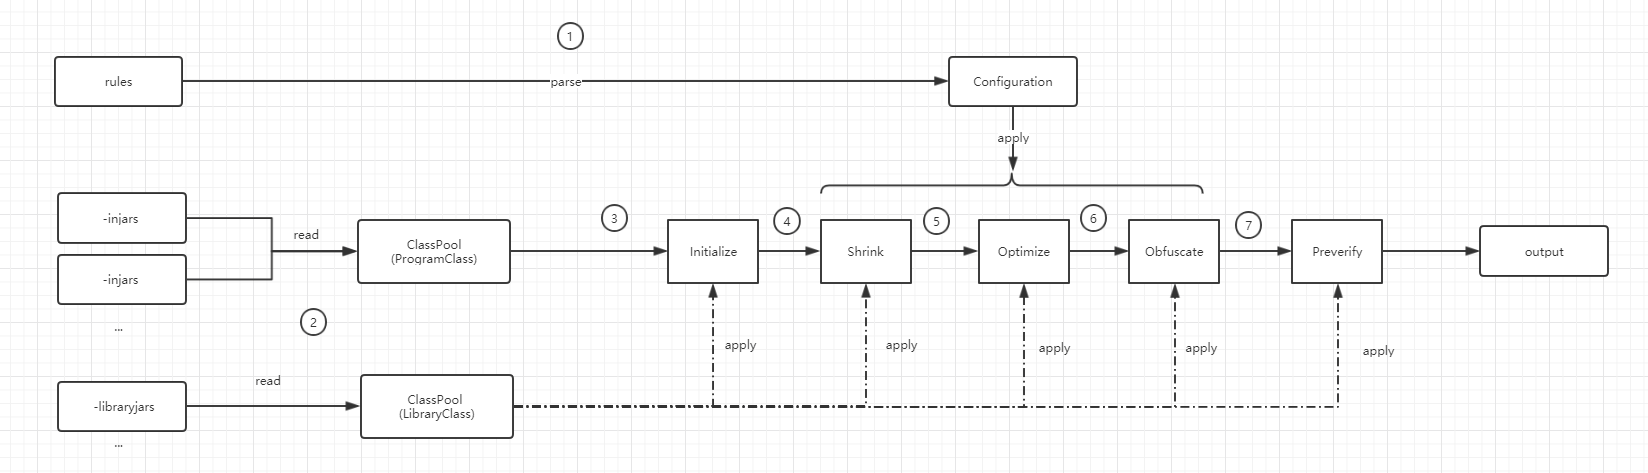 1
rules
parse
Configuration
apply
-injars
-injars
...
read
ClassPool
(ProgramClass)
3
Initialize
4
Shrink
5
Optimize
6
Obfuscate
7
Preverify
output
2
-libraryjars
...
read
ClassPool
(LibraryClass)
apply
apply
apply
apply
apply